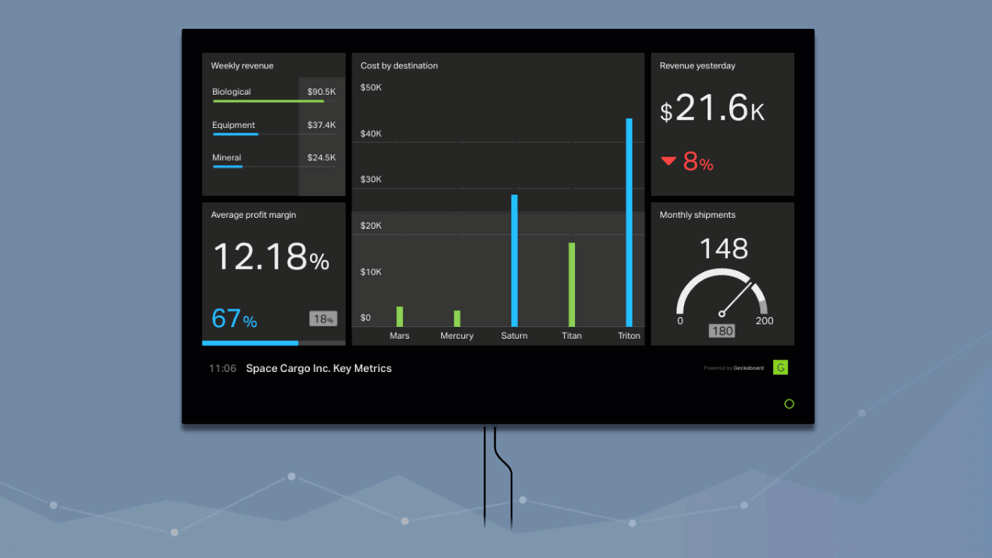 Weekly revenue
Biological $90.5K
Equipment $37.4K
Mineral $24.5K
Average profit margin
12.18%
67% 18%
Cost by destination
$50K
$40K
$30K
$20K
$10K
$0
Mars Mercury Saturn Titan Triton
Revenue yesterday
$21.6K
8%
Monthly shipments
148
0 200
180
11:06 Space Cargo Inc. Key Metrics
Powered by Geckoboard G